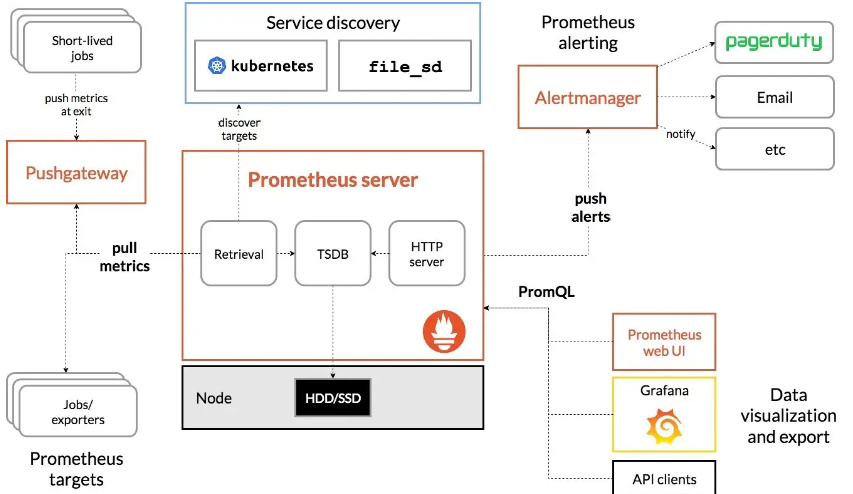 Short-lived
jobs
push metrics
at exit
Pushgateway
pull
metrics
Jobs/
exporters
Prometheus
targets
Service discovery
kubernetes
file_sd
discover
targets
Prometheus server
Retrieval
TSDB
HTTP
server
Node
HDD/SSD
Prometheus
alerting
Alertmanager
pagerduty
Email
etc
notify
push
alerts
PromQL
Prometheus
web UI
Grafana
API clients
Data
visualization
and export